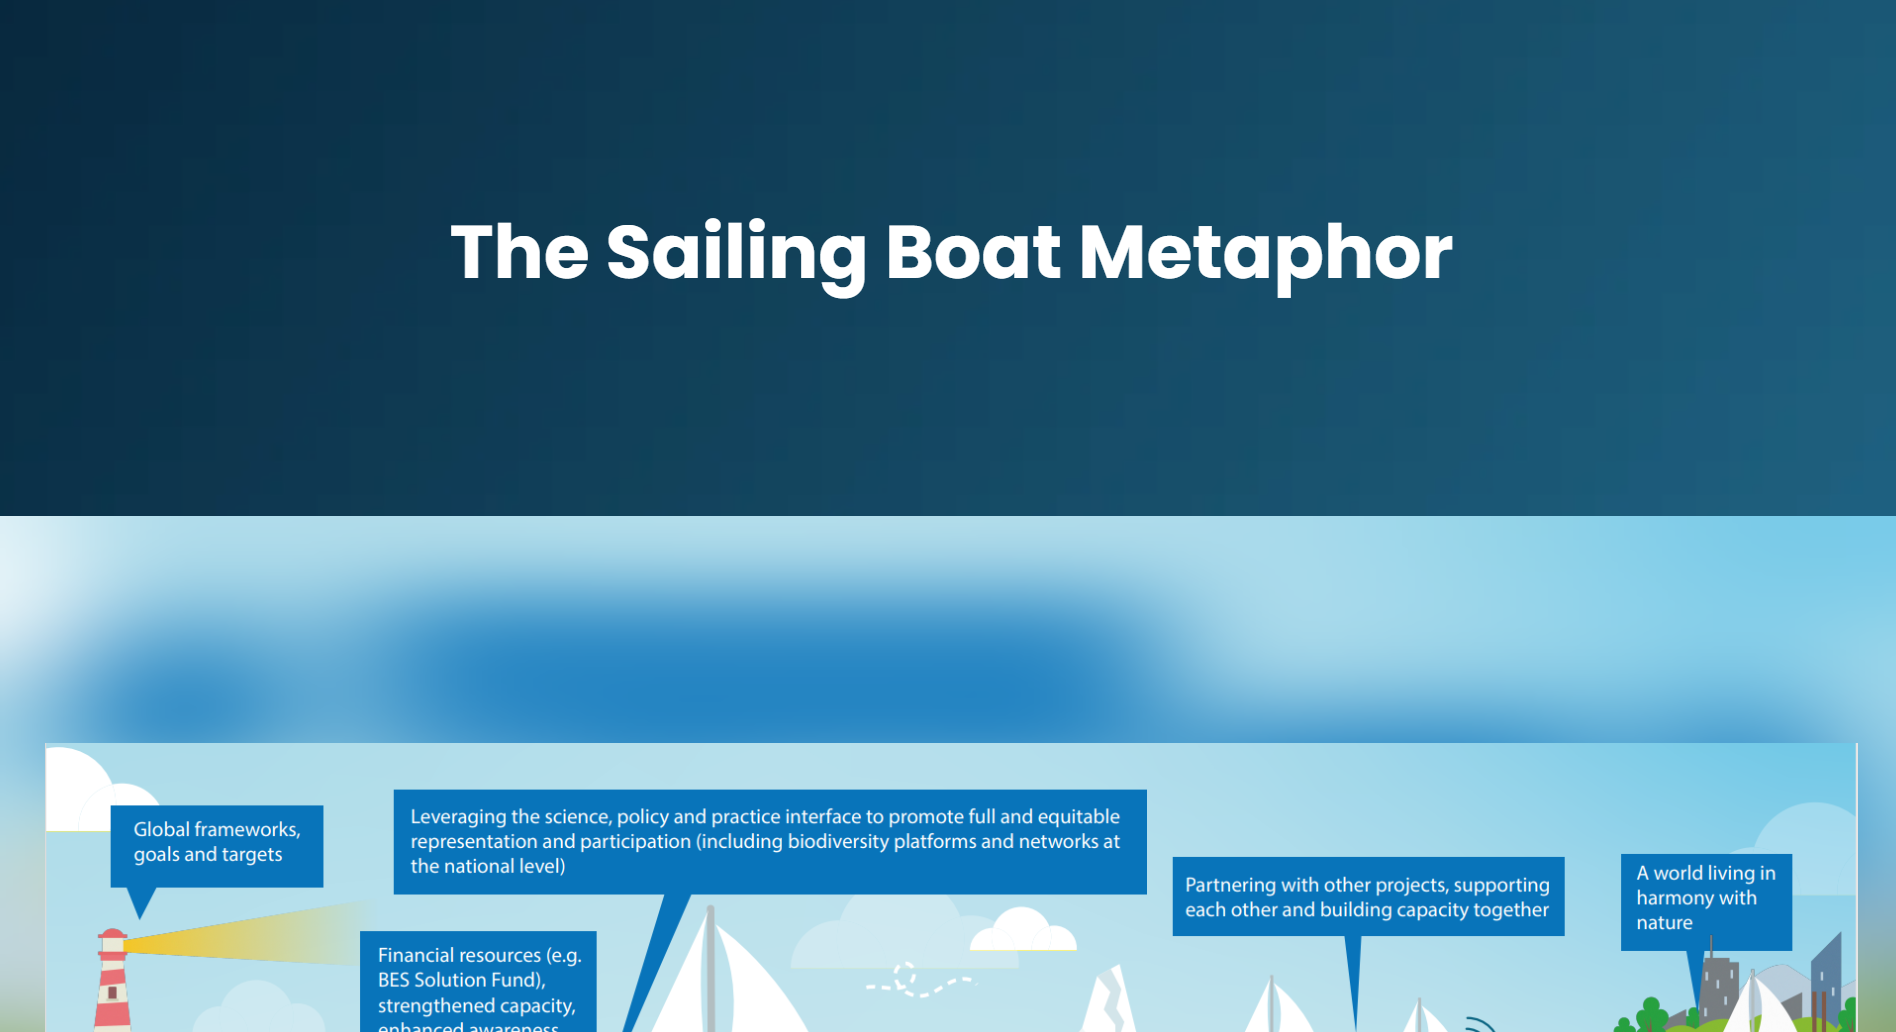 The Sailing Boat Metaphor
Global frameworks,
goals and targets
Leveraging the science, policy and practice interface to promote full and equitable
representation and participation (including biodiversity platforms and networks at
the national level)
Partnering with other projects, supporting
each other and building capacity together
A world living in
harmony with
nature
Financial resources (e.g.
BES Solution Fund),
strengthened capacity,
enhanced awareness